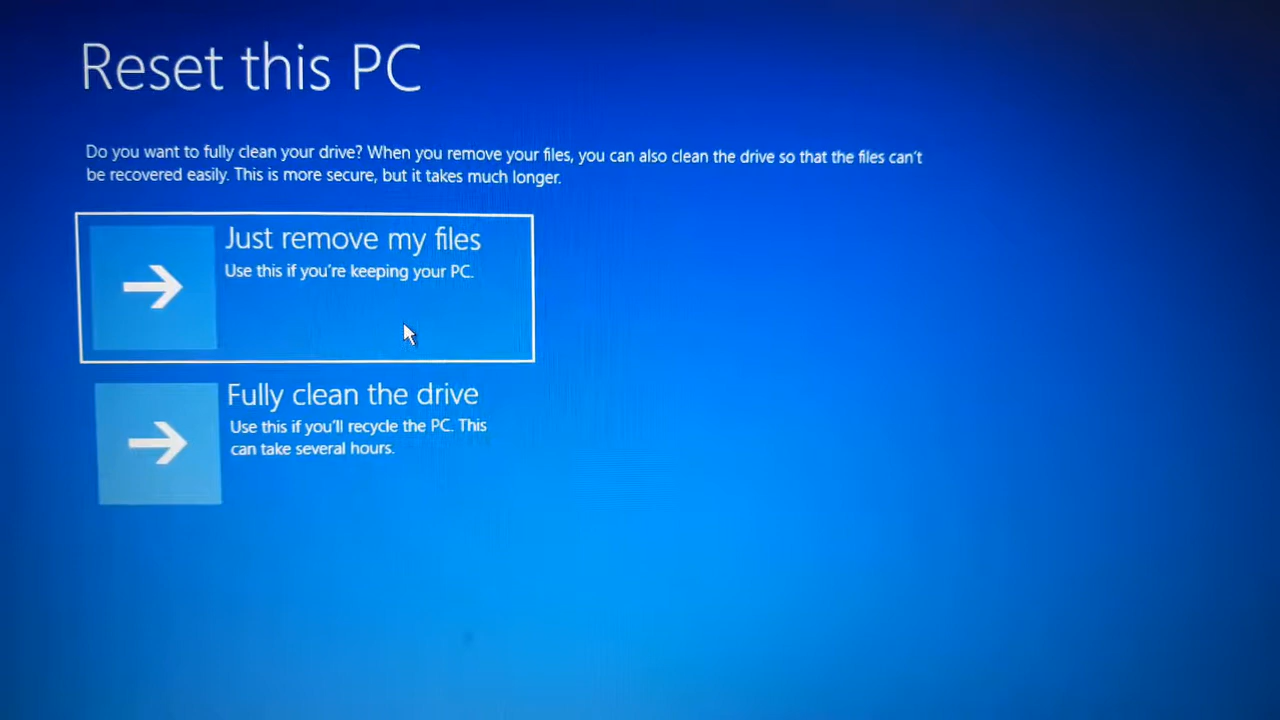 Reset this PC
Do you want to fully clean your drive? When you remove your files, you can also clean the drive so that the files can't
be recovered easily. This is more secure, but it takes much longer.
Just remove my files
Use this if you're keeping your PC.
Fully clean the drive
Use this if you'll recycle the PC. This
can take several hours.